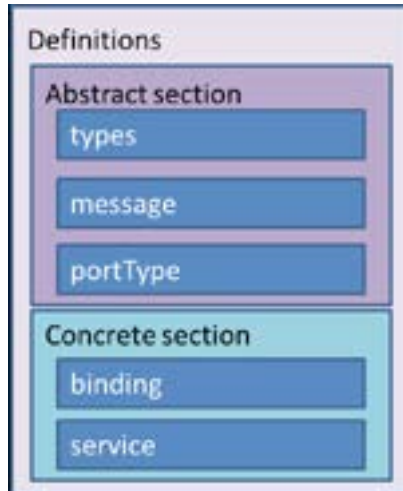 Definitions
Abstract section
types
message
portType
Concrete section
binding
service